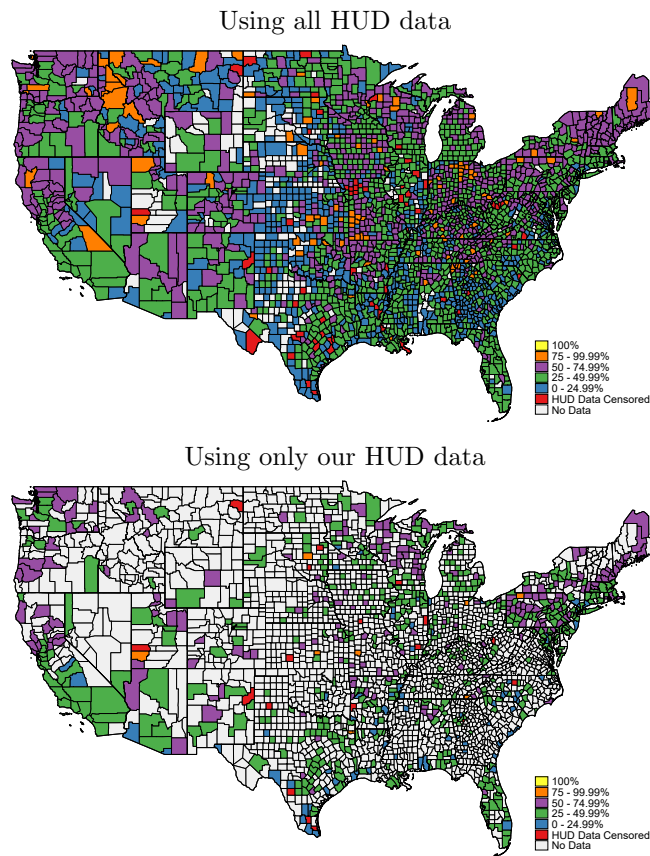 Using all HUD data
100%
75 - 99.99%
50 - 74.99%
25 - 49.99%
0 - 24.99%
HUD Data Censored
No Data
Using only our HUD data
100%
75 - 99.99%
50 - 74.99%
25 - 49.99%
0 - 24.99%
HUD Data Censored
No Data